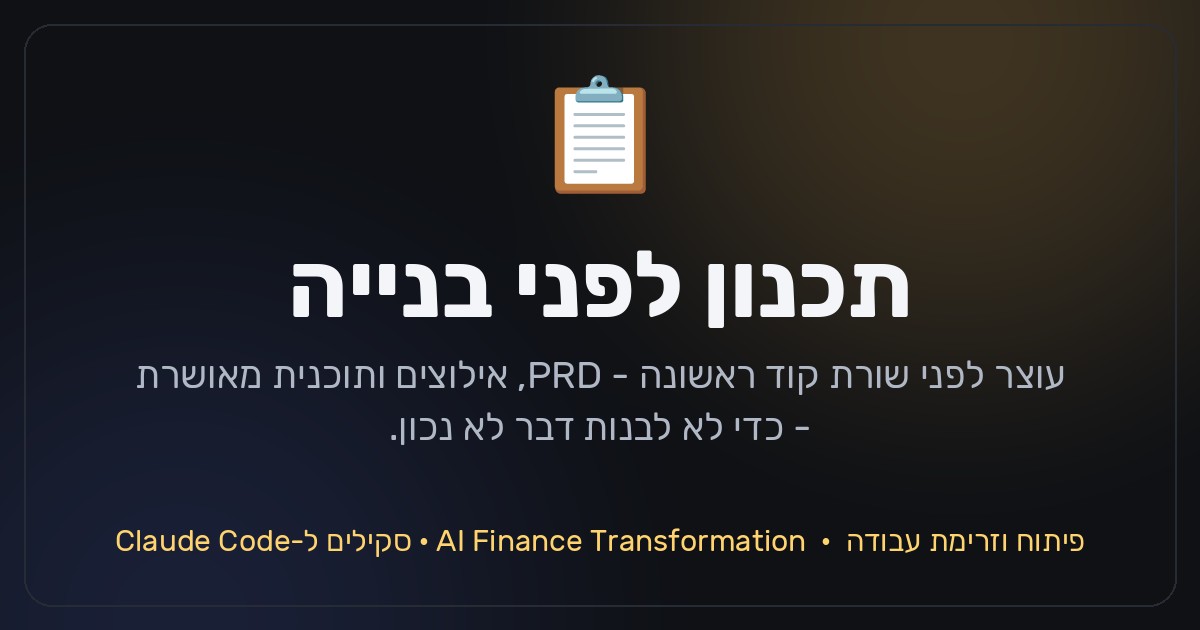 תכנון לפני בנייה
עוצר לפני שורת קוד ראשונה - PRD, אילוצים ותוכנית מאושרת
- כדי לא לבנות דבר לא נכון.
פיתוח וזרימת עבודה • AI Finance Transformation • סקילים ל-Claude Code